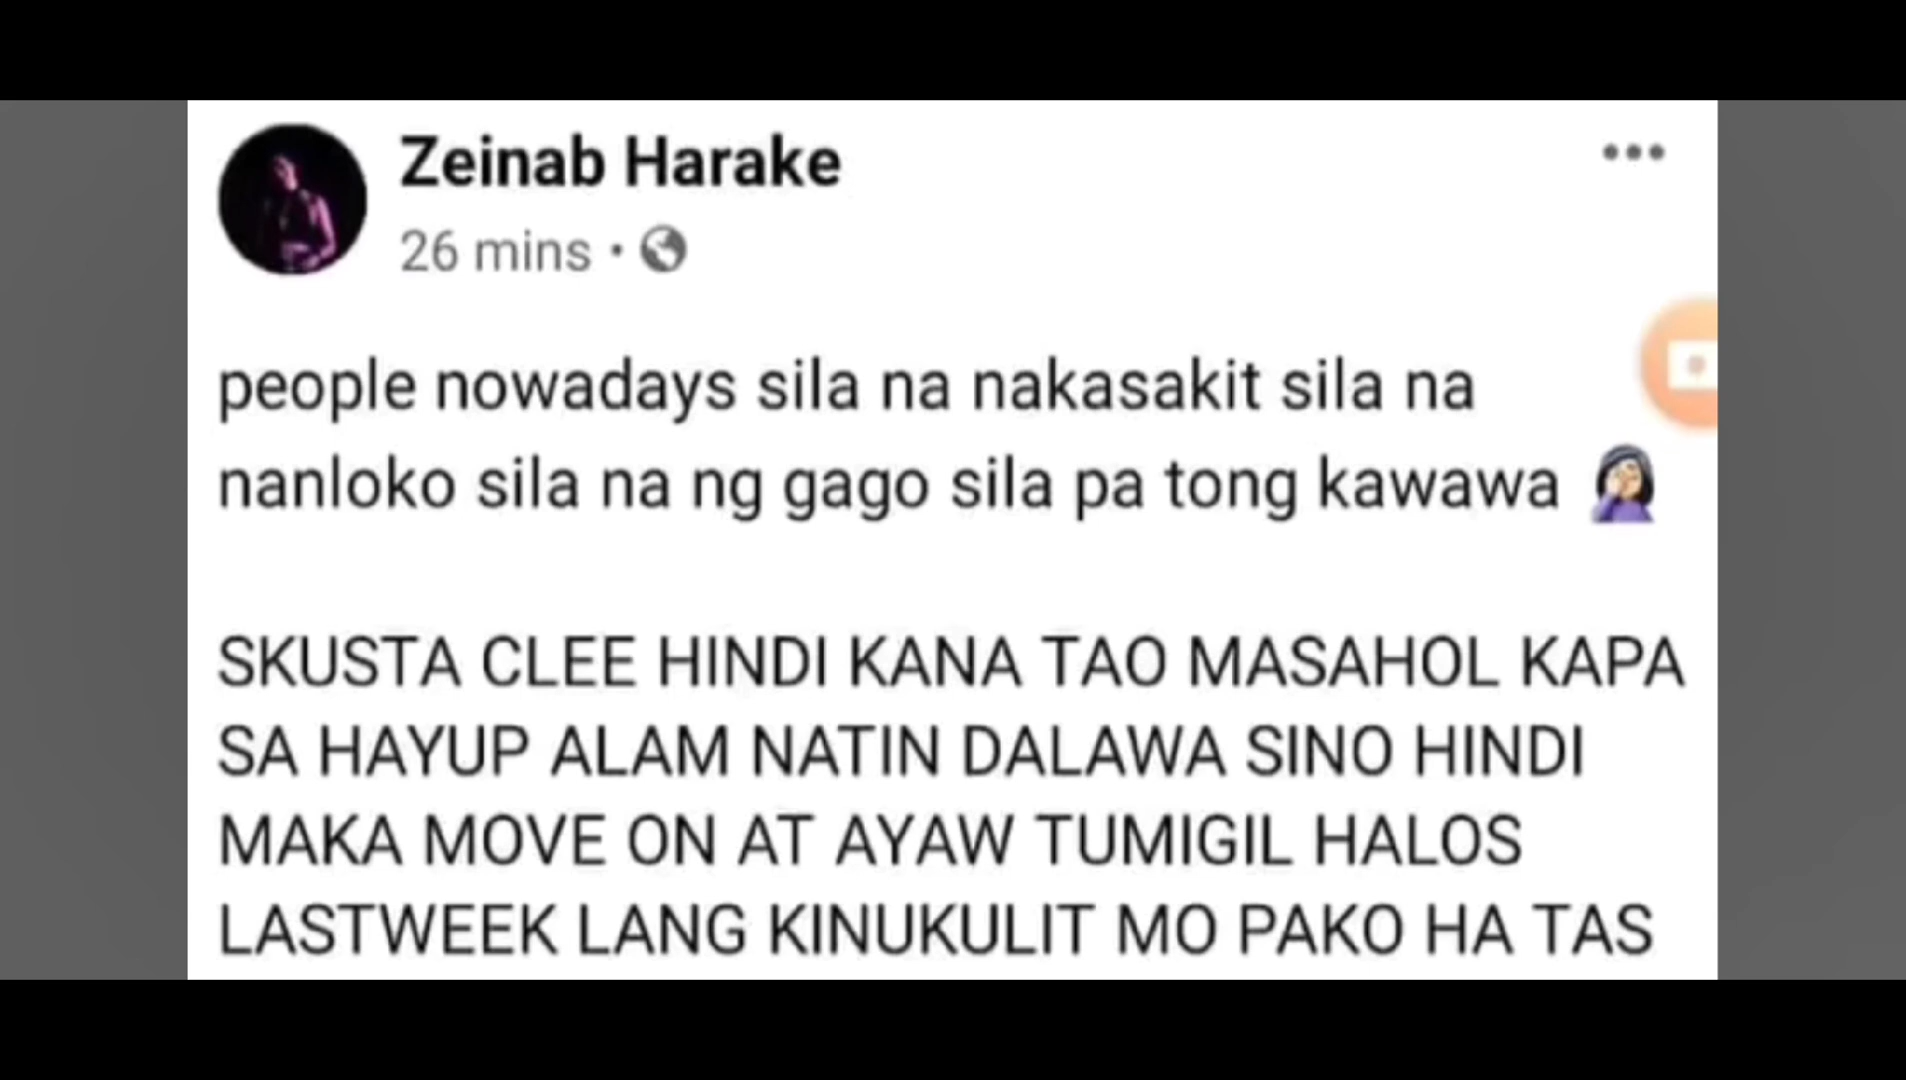 Zeinab Harake
26 mins •
people nowadays sila na nakasakit sila na
nanloko sila na ng gago sila pa tong kawawa 🤦🏻‍♀️
SKUSTA CLEE HINDI KANA TAO MASAHOL KAPA
SA HAYUP ALAM NATIN DALAWA SINO HINDI
MAKA MOVE ON AT AYAW TUMIGIL HALOS
LASTWEEK LANG KINUKULIT MO PAKO HA TAS